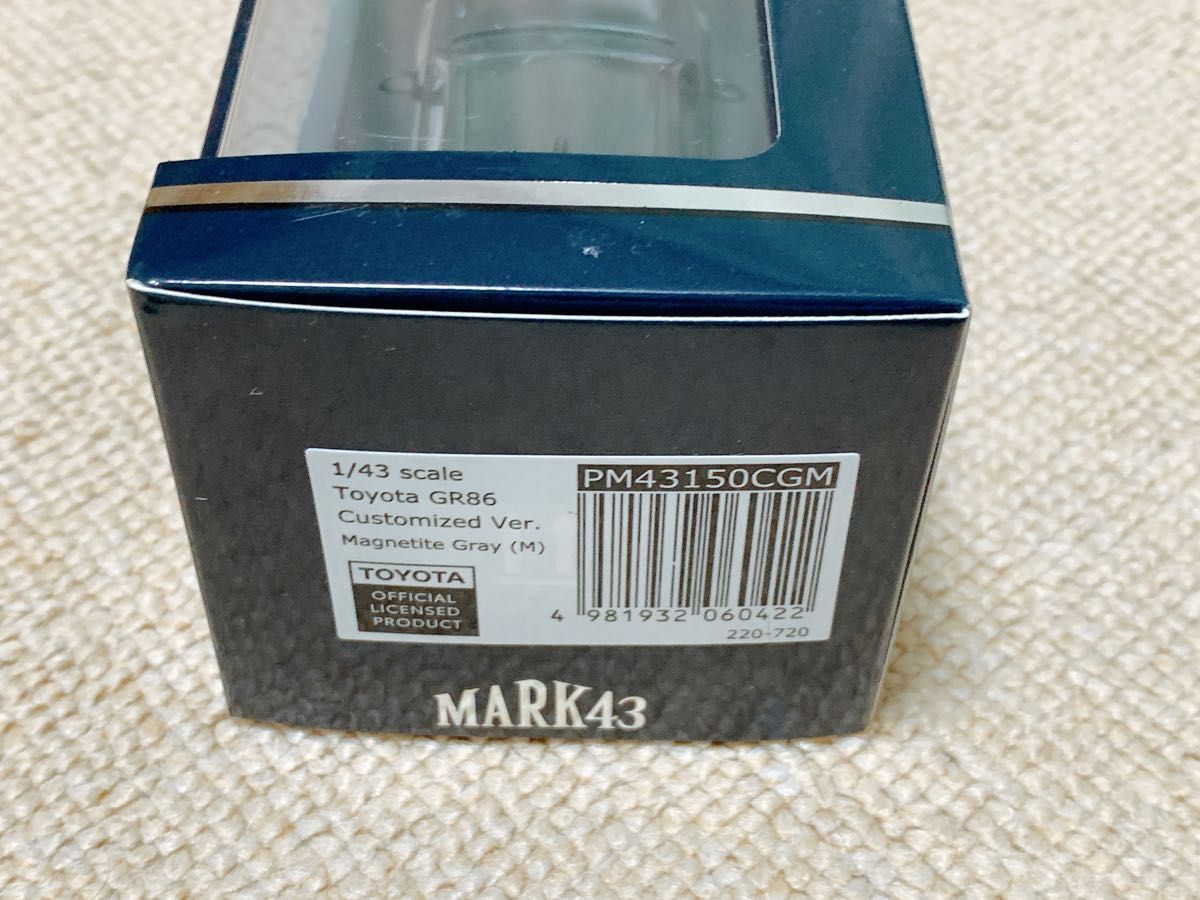 1/43 scale
Toyota GR86
Customized Ver.
Magnetite Gray (M)
TOYOTA
OFFICIAL
LICENSED
PRODUCT
PM43150CGM
4 981932 060422
220-720
MARK43